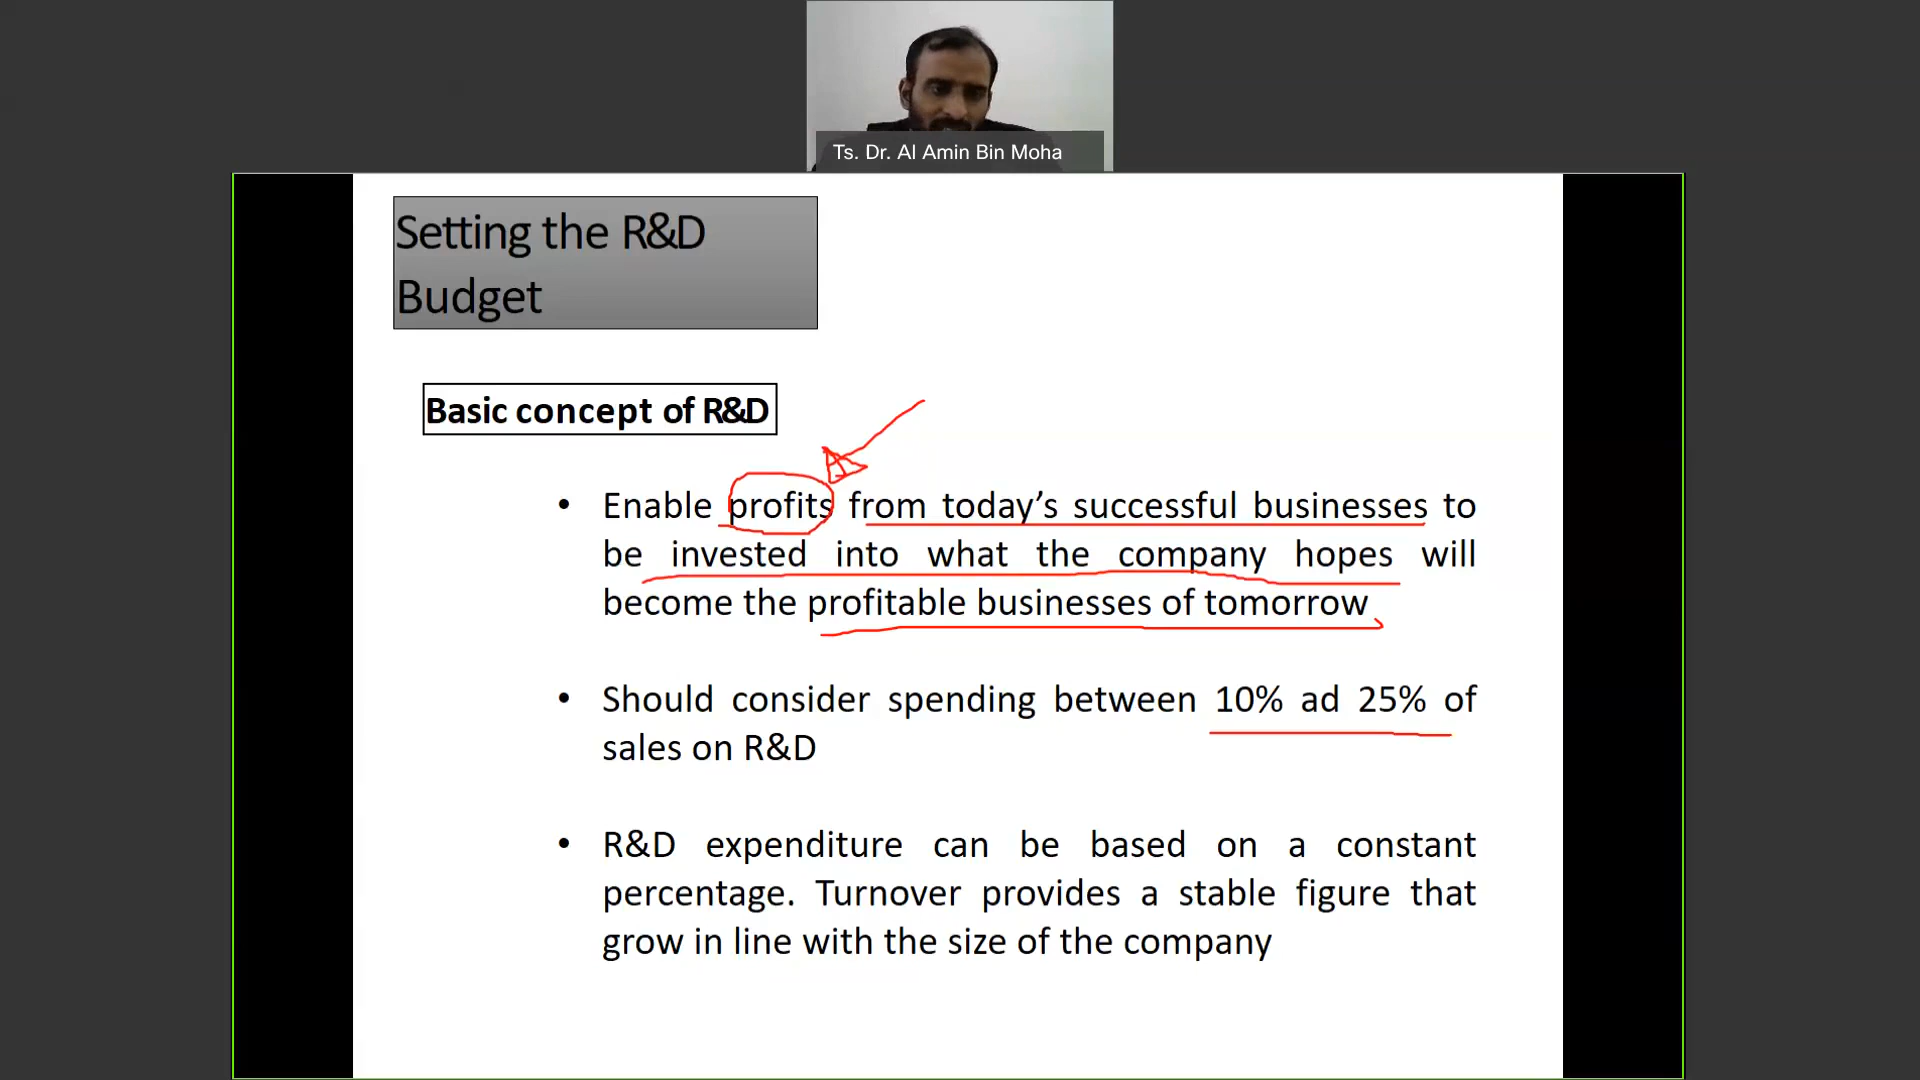 Ts. Dr. Al Amin Bin Moha
Setting the R&D
Budget
Basic concept of R&D
• Enable profits from today’s successful businesses to
be invested into what the company hopes will
become the profitable businesses of tomorrow
• Should consider spending between 10% ad 25% of
sales on R&D
• R&D expenditure can be based on a constant
percentage. Turnover provides a stable figure that
grow in line with the size of the company